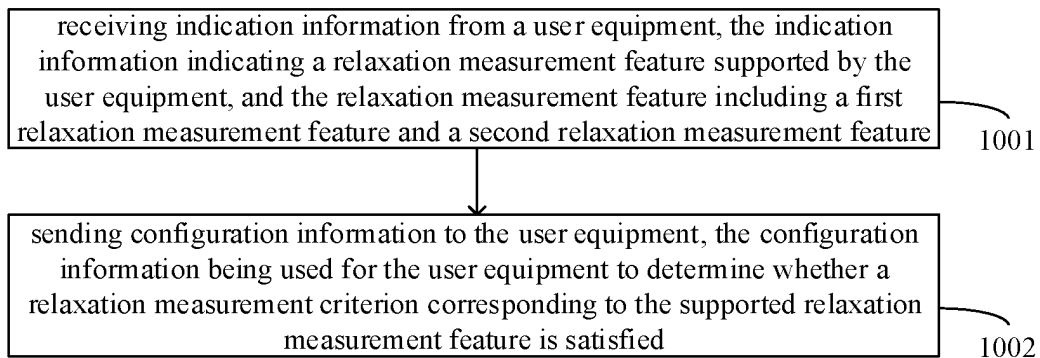 receiving indication information from a user equipment, the indication
information indicating a relaxation measurement feature supported by the
user equipment, and the relaxation measurement feature including a first
relaxation measurement feature and a second relaxation measurement feature
1001
sending configuration information to the user equipment, the configuration
information being used for the user equipment to determine whether a
relaxation measurement criterion corresponding to the supported relaxation
measurement feature is satisfied
1002